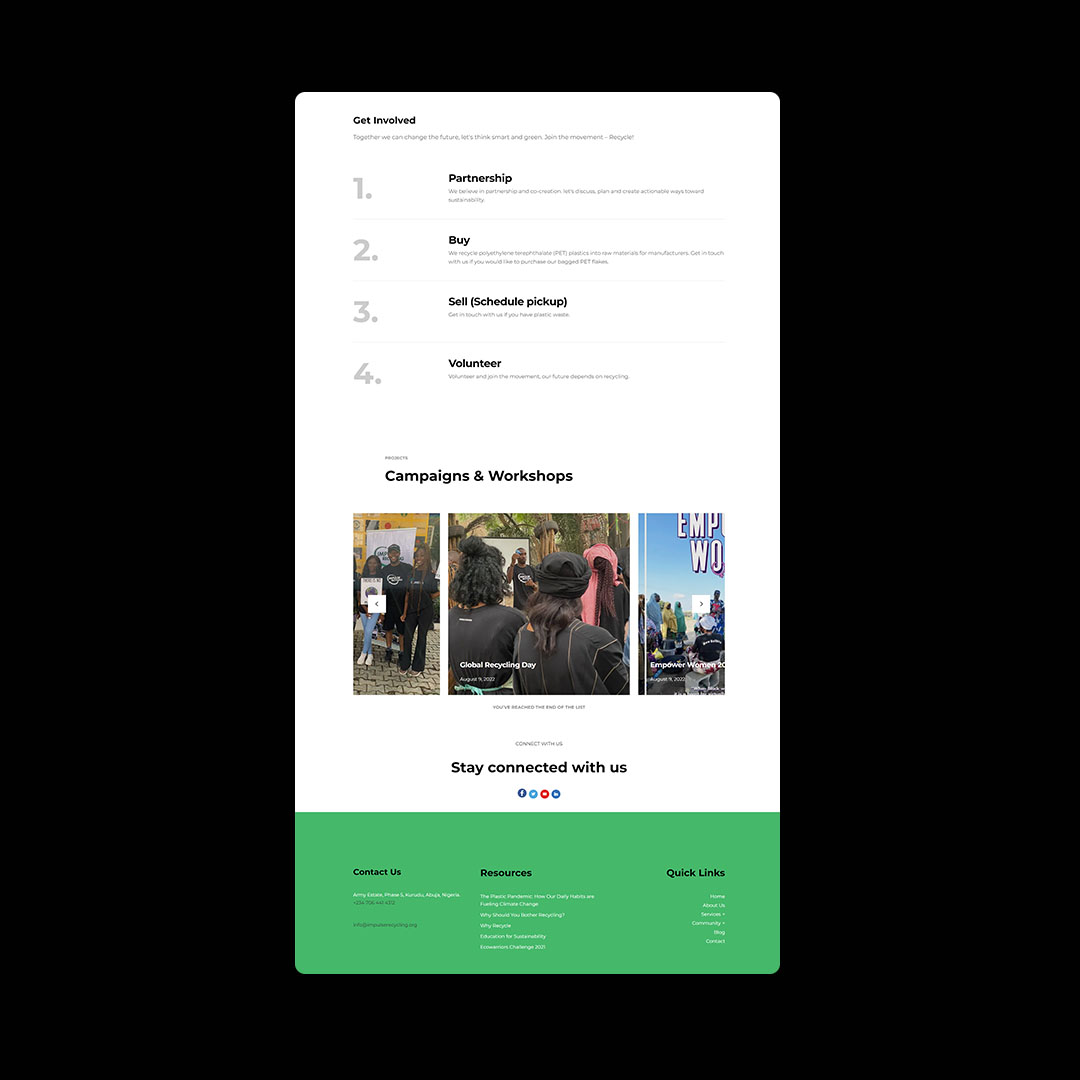 Get Involved
Together we can change the future, let's think smart and green. Join the movement – Recycle!
1.
Partnership
We believe in partnership and co-creation. let's discuss, plan and create actionable ways toward
sustainability.
2.
Buy
We recycle polyethylene terephthalate (PET) plastics into raw materials for manufacturers. Get in touch
with us if you would like to purchase our bagged PET flakes.
3.
Sell (Schedule pickup)
Get in touch with us if you have plastic waste.
4.
Volunteer
Volunteer and join the movement, our future depends on recycling.
PROJECTS
Campaigns & Workshops
EMPU
WO
Global Recycling Day
August 9, 2022
Empower Women 20
August 9, 2022
YOU'VE REACHED THE END OF THE LIST
CONNECT WITH US
Stay connected with us
Contact Us
Army Estate, Phase 5, Kurudu, Abuja, Nigeria.
+234 706 441 4312
info@impulserecycling.org
Resources
The Plastic Pandemic: How Our Daily Habits are
Fueling Climate Change
Why Should You Bother Recycling?
Why Recycle
Education for Sustainability
Ecowarriors Challenge 2021
Quick Links
Home
About Us
Services +
Community +
Blog
Contact